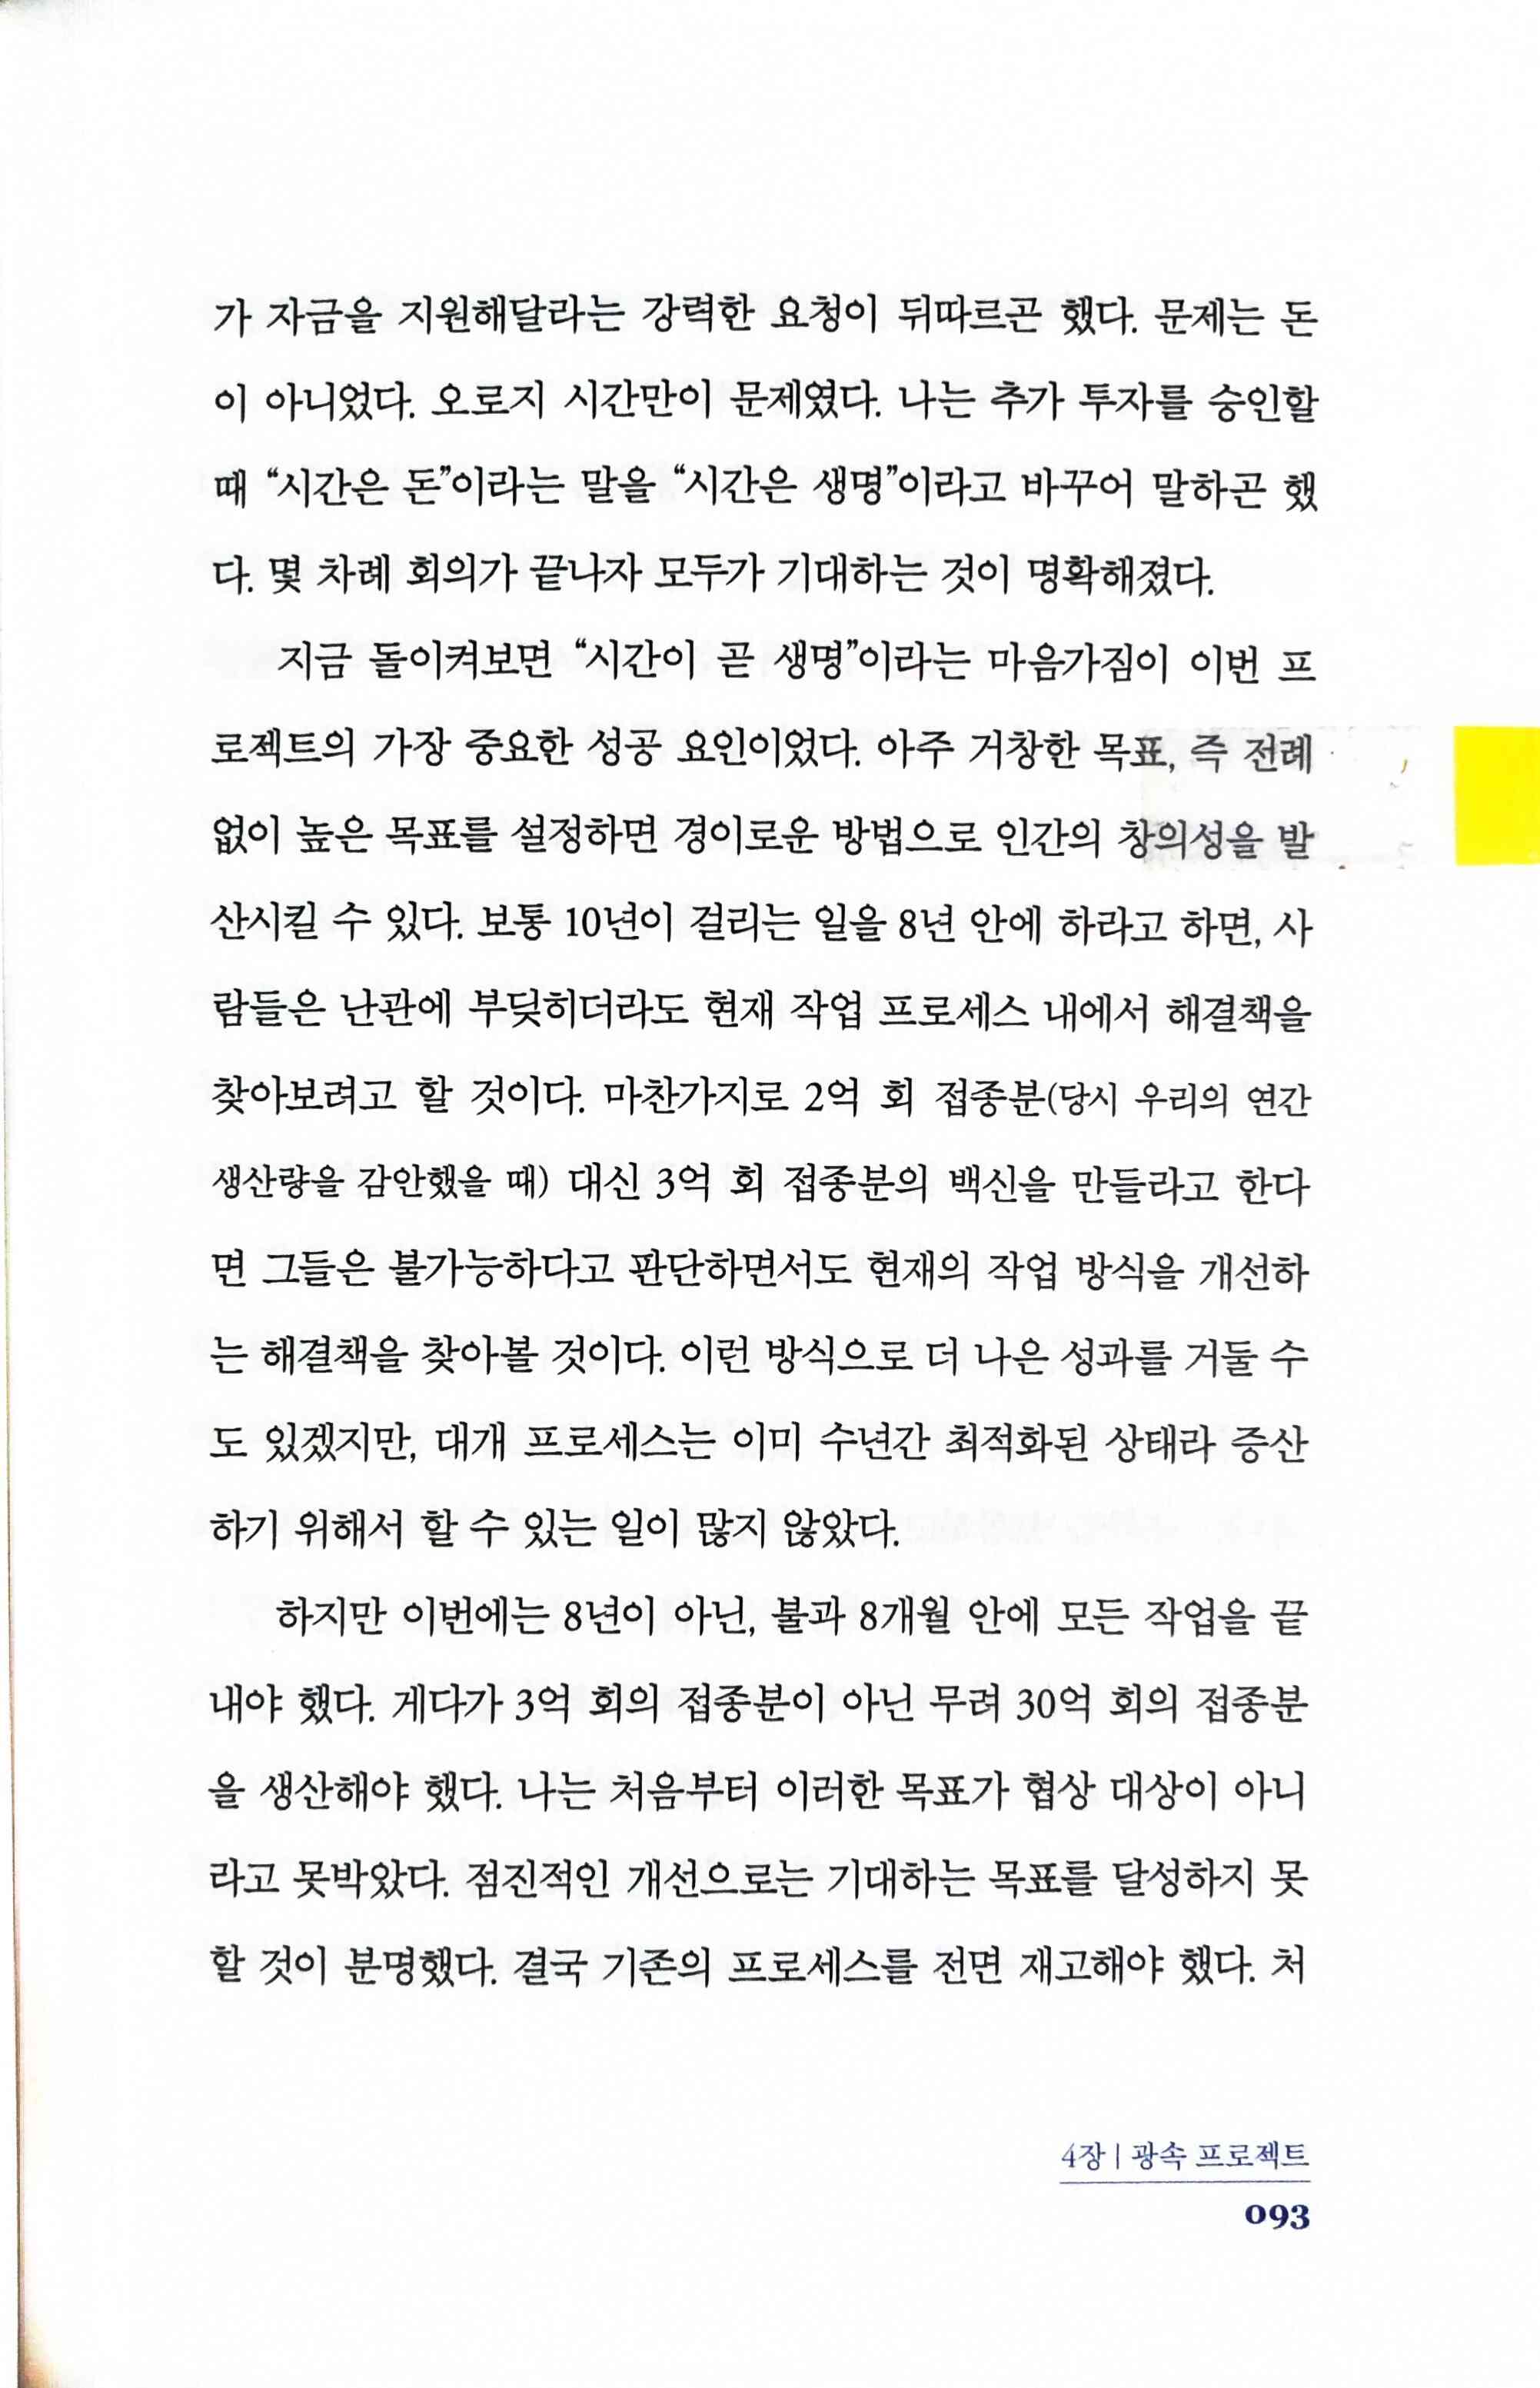 가 자금을 지원해달라는 강력한 요청이 뒤따르곤 했다. 문제는 돈
이 아니었다. 오로지 시간만이 문제였다. 나는 추가 투자를 승인할
때 “시간은 돈”이라는 말을 “시간은 생명”이라고 바꾸어 말하곤 했
다. 몇 차례 회의가 끝나자 모두가 기대하는 것이 명확해졌다.
지금 돌이켜보면 “시간이 곧 생명”이라는 마음가짐이 이번 프
로젝트의 가장 중요한 성공 요인이었다. 아주 거창한 목표, 즉 전례
없이 높은 목표를 설정하면 경이로운 방법으로 인간의 창의성을 발
산시킬 수 있다. 보통 10년이 걸리는 일을 8년 안에 하라고 하면, 사
람들은 난관에 부딪히더라도 현재 작업 프로세스 내에서 해결책을
찾아보려고 할 것이다. 마찬가지로 2억 회 접종분(당시 우리의 연간
생산량을 감안했을 때) 대신 3억 회 접종분의 백신을 만들라고 한다
면 그들은 불가능하다고 판단하면서도 현재의 작업 방식을 개선하
는 해결책을 찾아볼 것이다. 이런 방식으로 더 나은 성과를 거둘 수
도 있겠지만, 대개 프로세스는 이미 수년간 최적화된 상태라 증산
하기 위해서 할 수 있는 일이 많지 않았다.
하지만 이번에는 8년이 아닌, 불과 8개월 안에 모든 작업을 끝
내야 했다. 게다가 3억 회의 접종분이 아닌 무려 30억 회의 접종분
을 생산해야 했다. 나는 처음부터 이러한 목표가 협상 대상이 아니
라고 못박았다. 점진적인 개선으로는 기대하는 목표를 달성하지 못
할 것이 분명했다. 결국 기존의 프로세스를 전면 재고해야 했다. 처
4장 | 광속 프로젝트
093